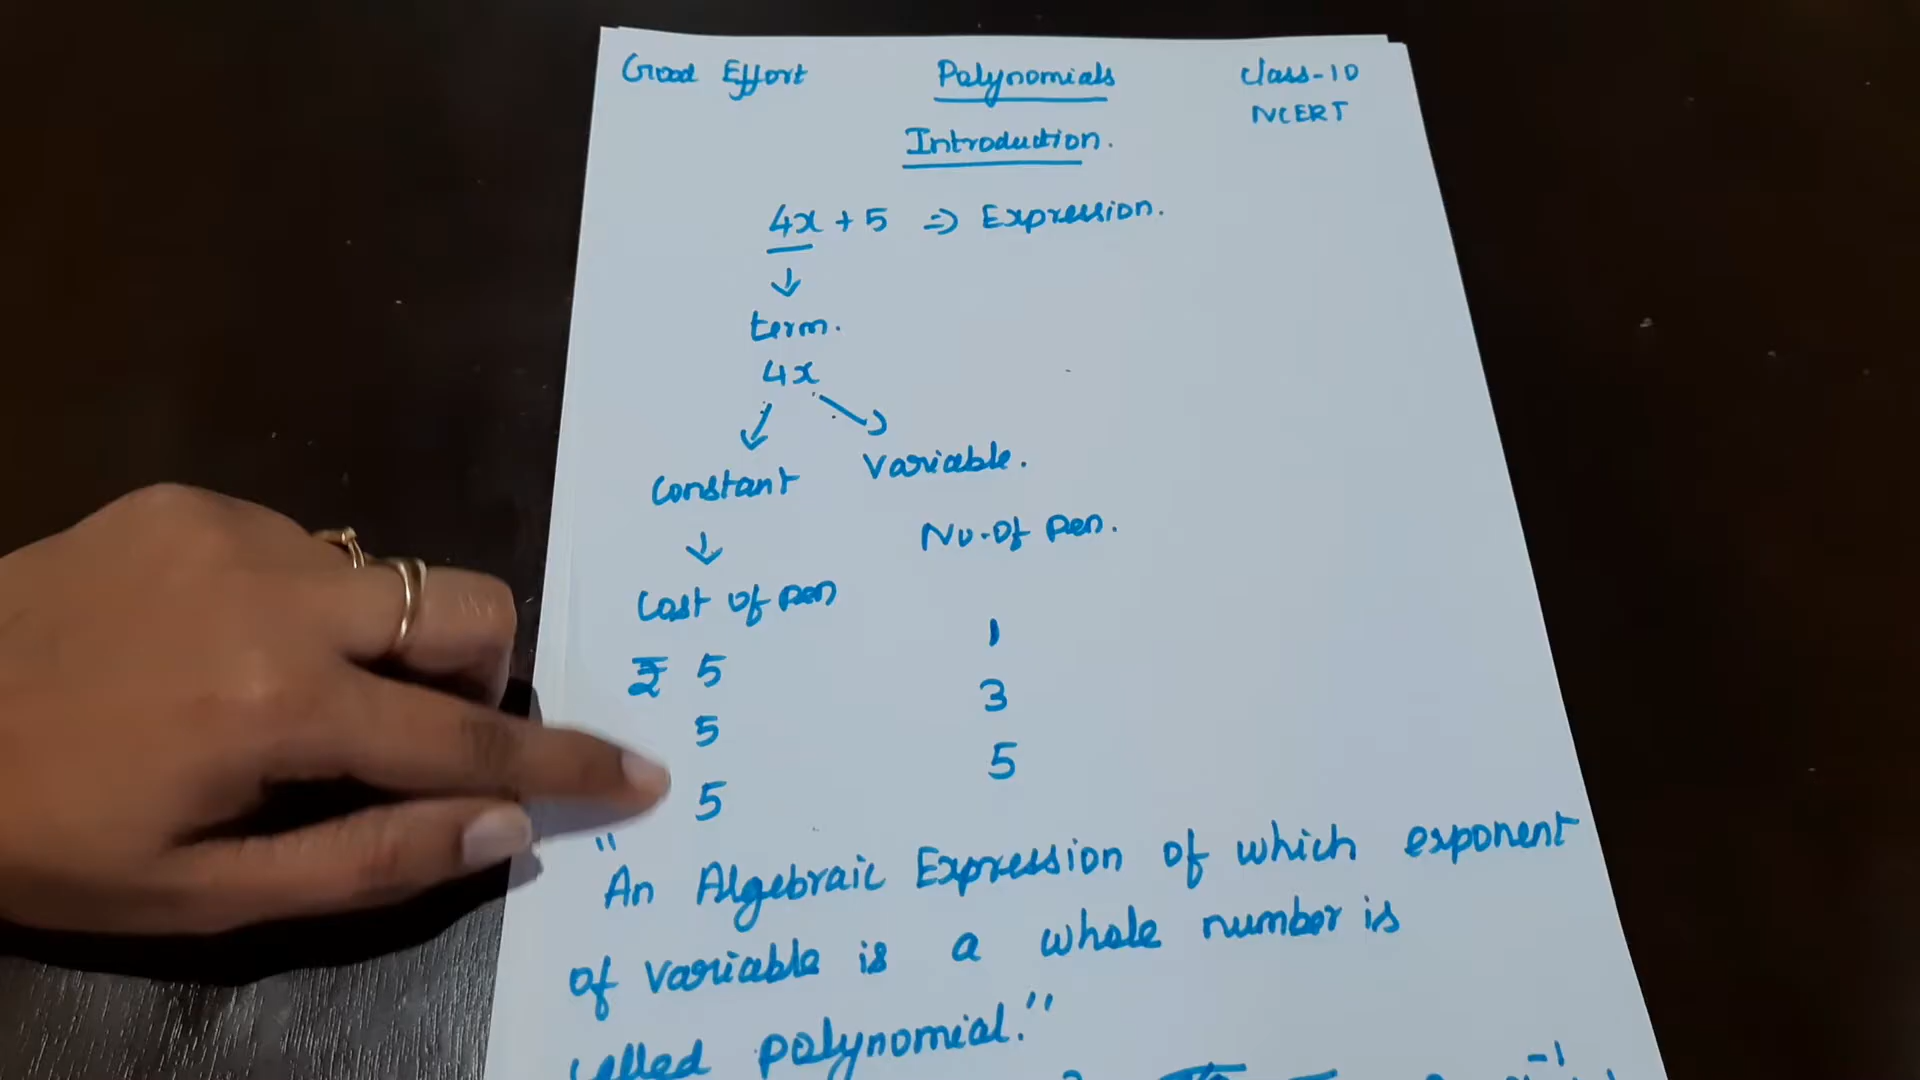 Good Effort Polynomials Class-10
NCERT
Introduction.
4x + 5 => Expression.
↓
term.
4x
Constant Variable.
↓ No.of pen.
Cost of pen
₹ 5 1
5 3
5 5
"An Algebraic Expression of which exponent
of variable is a whole number is
called polynomial."
-1